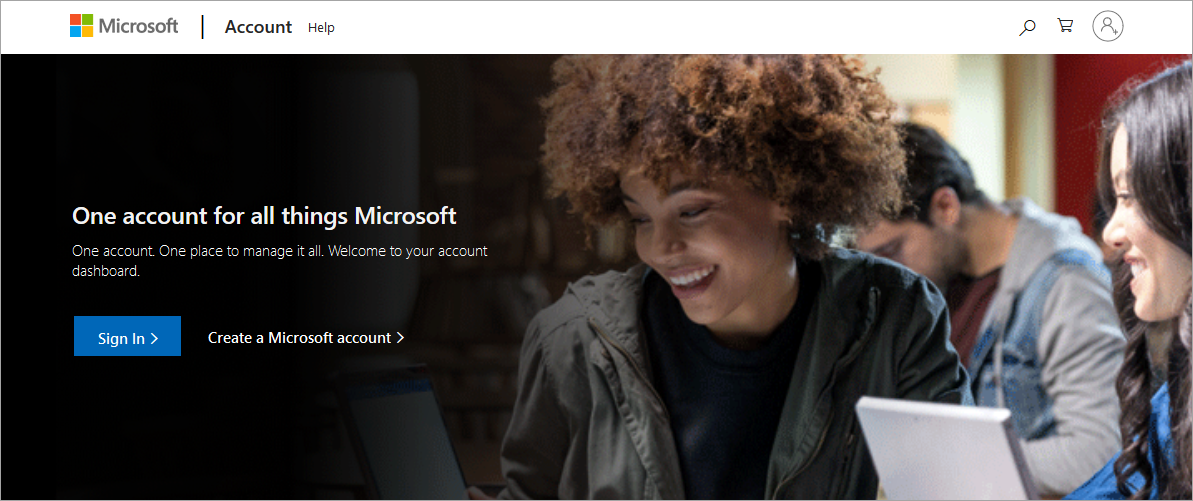 Microsoft Account Help
One account for all things Microsoft
One account. One place to manage it all. Welcome to your account
dashboard.
Sign In > Create a Microsoft account >